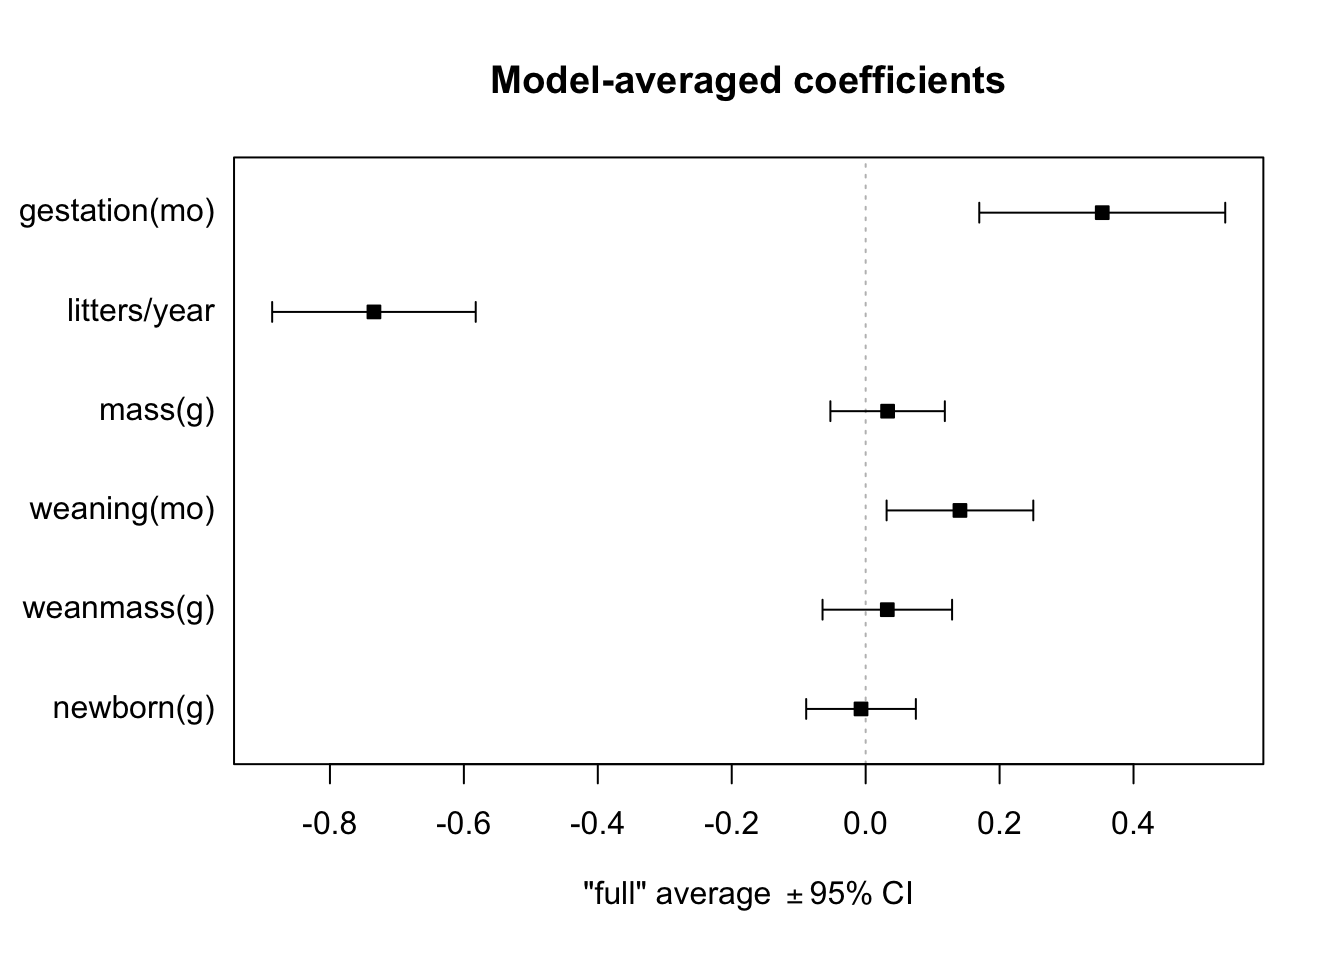 Model-averaged coefficients
gestation(mo)
litters/year
mass(g)
weaning(mo)
weanmass(g)
newborn(g)
-0.8 -0.6 -0.4 -0.2 0.0 0.2 0.4
"full" average ± 95% CI